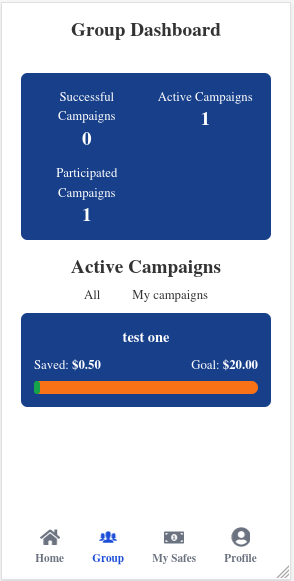 Group Dashboard
Successful
Campaigns
0
Active Campaigns
1
Participated
Campaigns
1
Active Campaigns
All My campaigns
test one
Saved: $0.50 Goal: $20.00
Home Group My Safes Profile